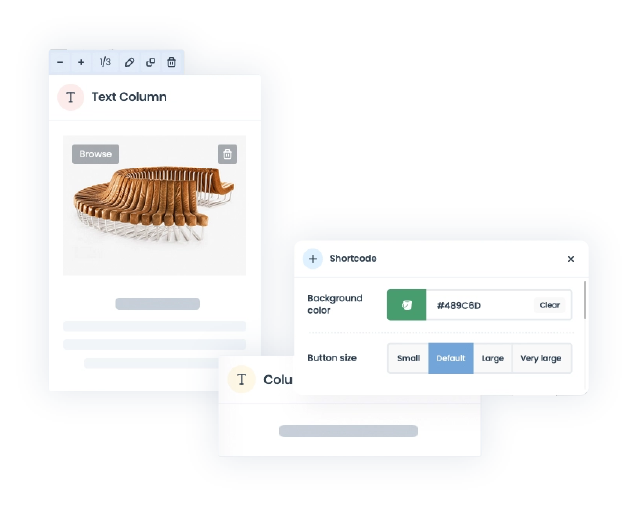 − + 1/3
T Text Column
Browse
+ Shortcode ×
Background
color
#489C6D Clear
Button size Small Default Large Very large
T Colu